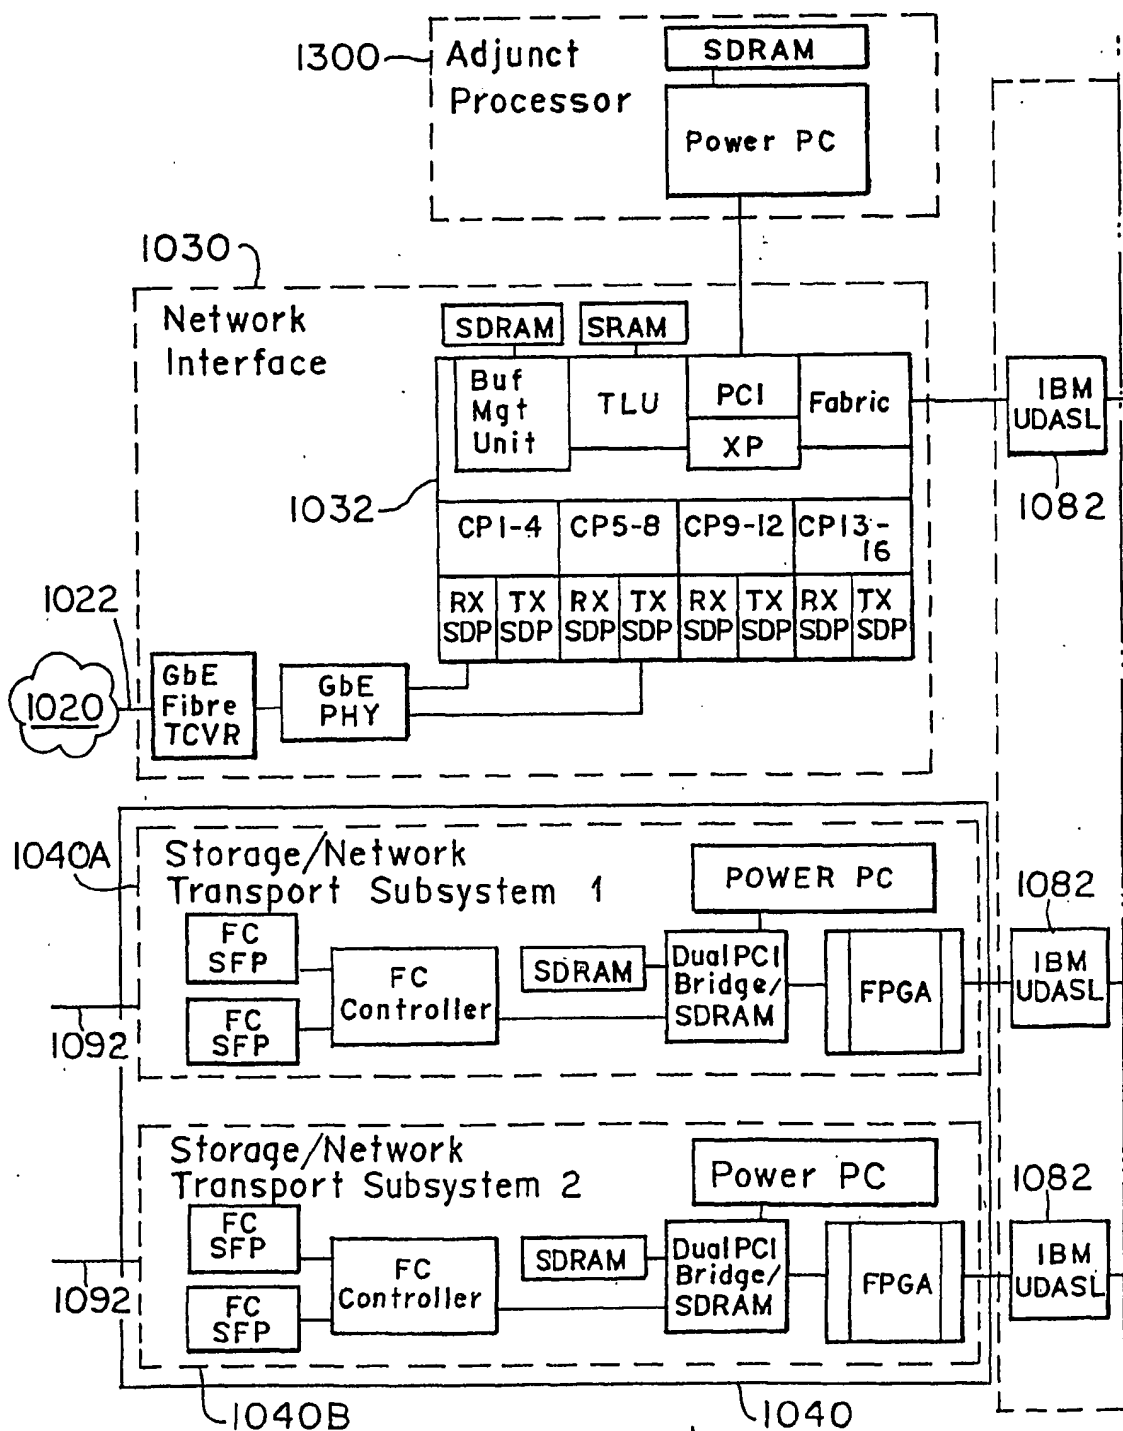 1300
Adjunct
Processor
SDRAM
Power PC
1030
Network
Interface
SDRAM
SRAM
Buf
Mgt
Unit
TLU
PCI
XP
Fabric
IBM
UDASL
1082
1032
CP1-4
CP5-8
CP9-12
CP13-
16
RX
SDP
TX
SDP
RX
SDP
TX
SDP
RX
SDP
TX
SDP
RX
SDP
TX
SDP
1022
1020
GbE
Fibre
TCVR
GbE
PHY
1040A
Storage/Network
Transport Subsystem 1
POWER PC
FC
SFP
FC
SFP
FC
Controller
SDRAM
Dual PCI
Bridge/
SDRAM
FPGA
1082
IBM
UDASL
1092
Storage/Network
Transport Subsystem 2
Power PC
FC
SFP
FC
SFP
FC
Controller
SDRAM
Dual PCI
Bridge/
SDRAM
FPGA
1082
IBM
UDASL
1092
1040B
1040